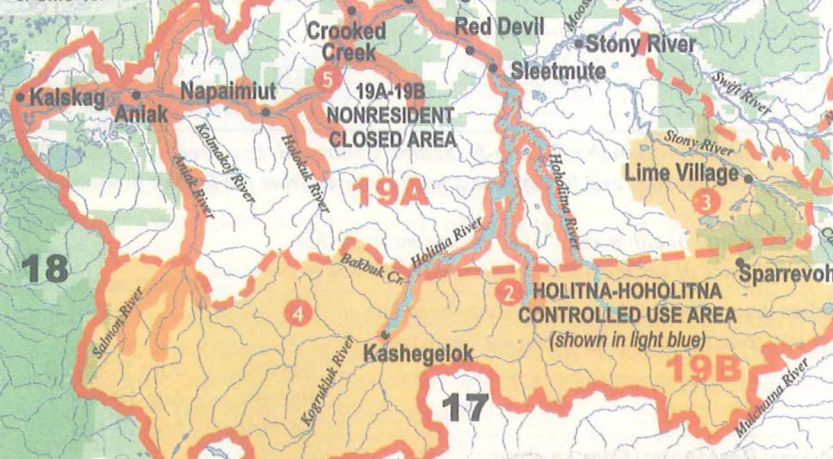 Red Devil
Crooked
Creek
Stony River
Sleetmute
Swift River
5
Kalskag
Napaimiut
Aniak
19A-19B
NONRESIDENT
CLOSED AREA
Kolmakof River
Holokuk River
Aniak River
Stony River
Hoholitna River
Lime Village
3
19A
Holitna River
18
Bakbuk Cr.
Sparrevoh
2
HOLITNA-HOHOLITNA
CONTROLLED USE AREA
(shown in light blue)
4
Salmon River
Kashegelok
Kogrukluk River
19B
17
Mulchatna River